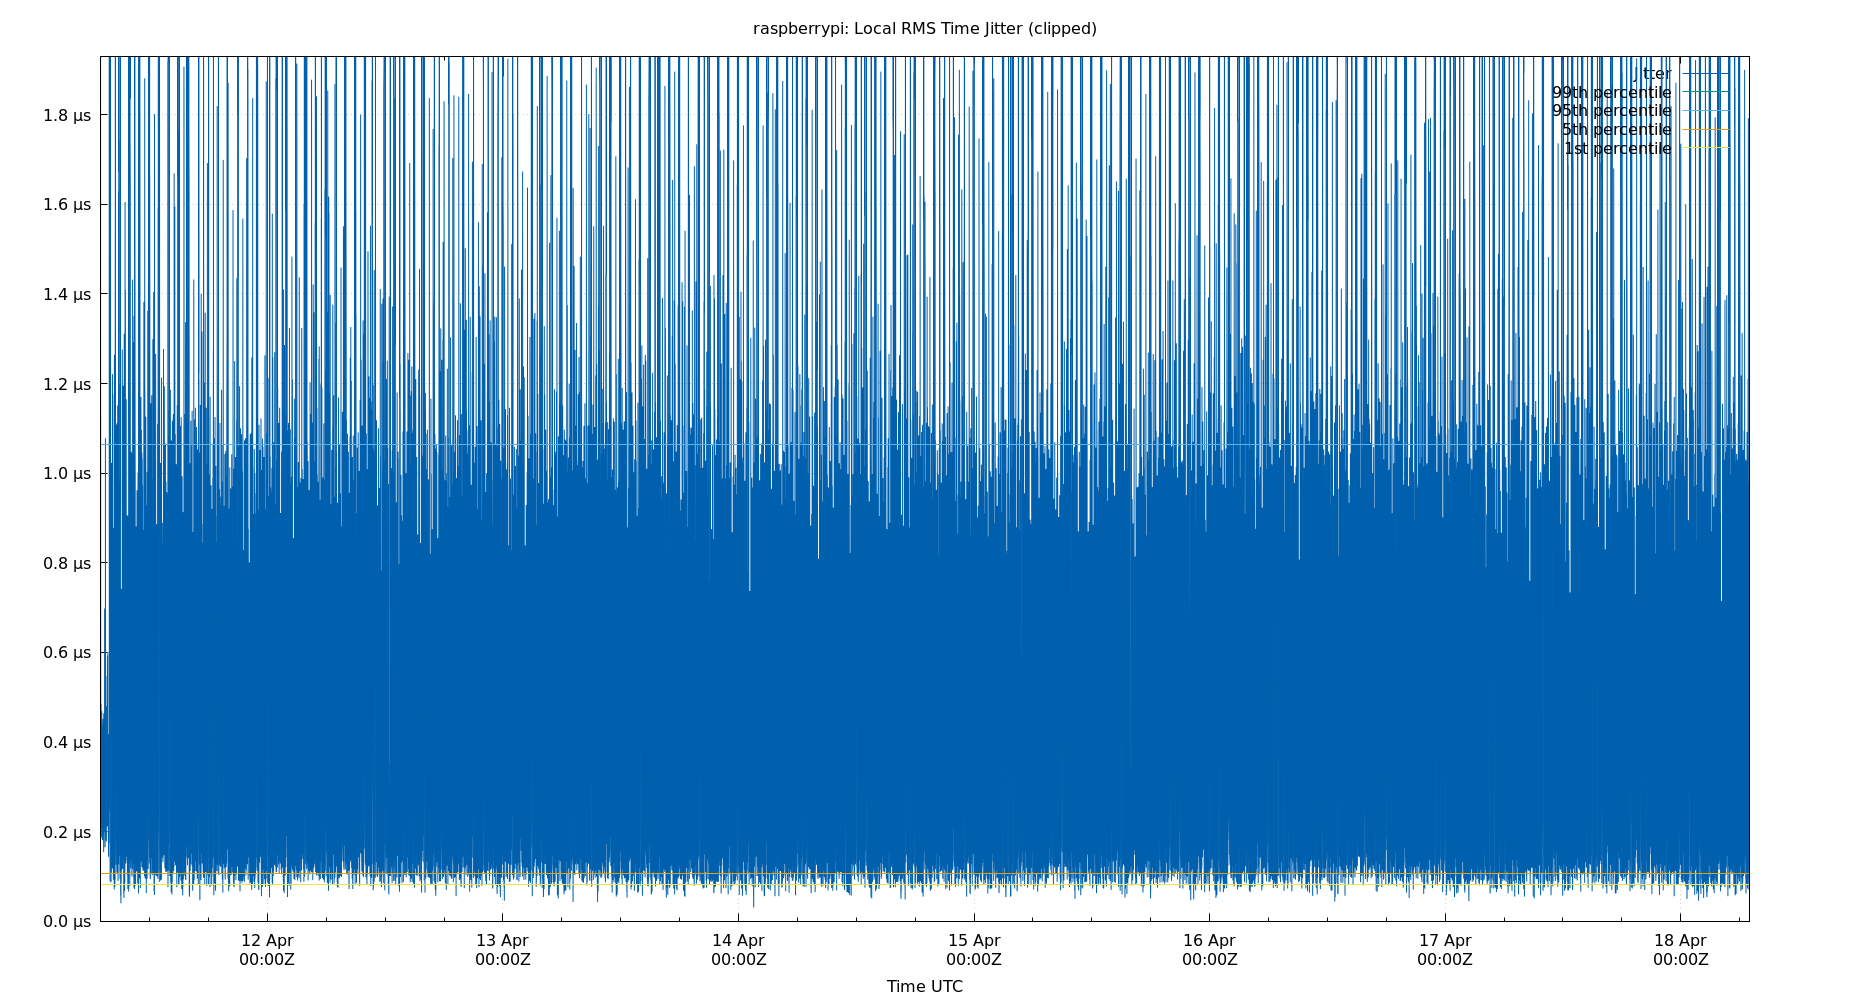 raspberrypi: Local RMS Time Jitter (clipped)
Jitter
99th percentile
95th percentile
5th percentile
1st percentile
1.8 µs
1.6 µs
1.4 µs
1.2 µs
1.0 µs
0.8 µs
0.6 µs
0.4 µs
0.2 µs
0.0 µs
12 Apr 13 Apr 14 Apr 15 Apr 16 Apr 17 Apr 18 Apr
00:00Z 00:00Z 00:00Z 00:00Z 00:00Z 00:00Z 00:00Z
Time UTC